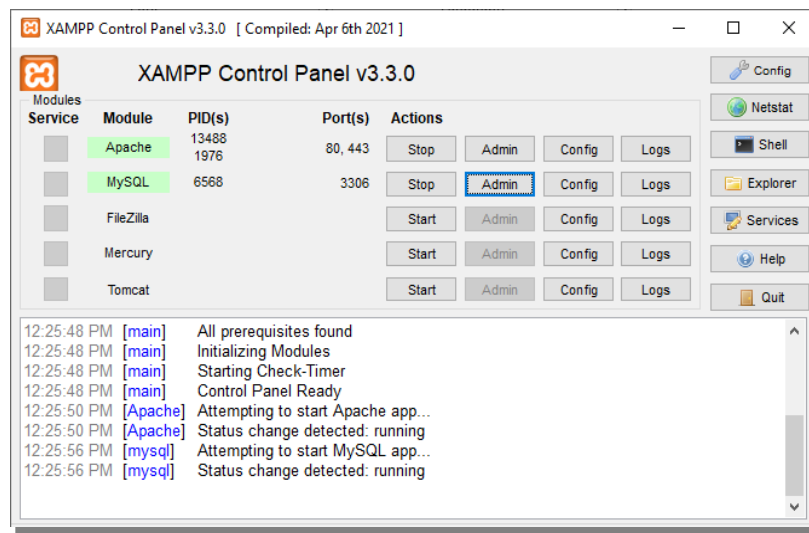 XAMPP Control Panel v3.3.0 [ Compiled: Apr 6th 2021 ]
XAMPP Control Panel v3.3.0
Config
Modules
Service Module PID(s) Port(s) Actions
Netstat
Apache 13488 1976 80, 443 Stop Admin Config Logs
Shell
MySQL 6568 3306 Stop Admin Config Logs
Explorer
FileZilla Start Admin Config Logs
Services
Mercury Start Admin Config Logs
Help
Tomcat Start Admin Config Logs
Quit
12:25:48 PM [main] All prerequisites found
12:25:48 PM [main] Initializing Modules
12:25:48 PM [main] Starting Check-Timer
12:25:48 PM [main] Control Panel Ready
12:25:50 PM [Apache] Attempting to start Apache app...
12:25:50 PM [Apache] Status change detected: running
12:25:56 PM [mysql] Attempting to start MySQL app...
12:25:56 PM [mysql] Status change detected: running